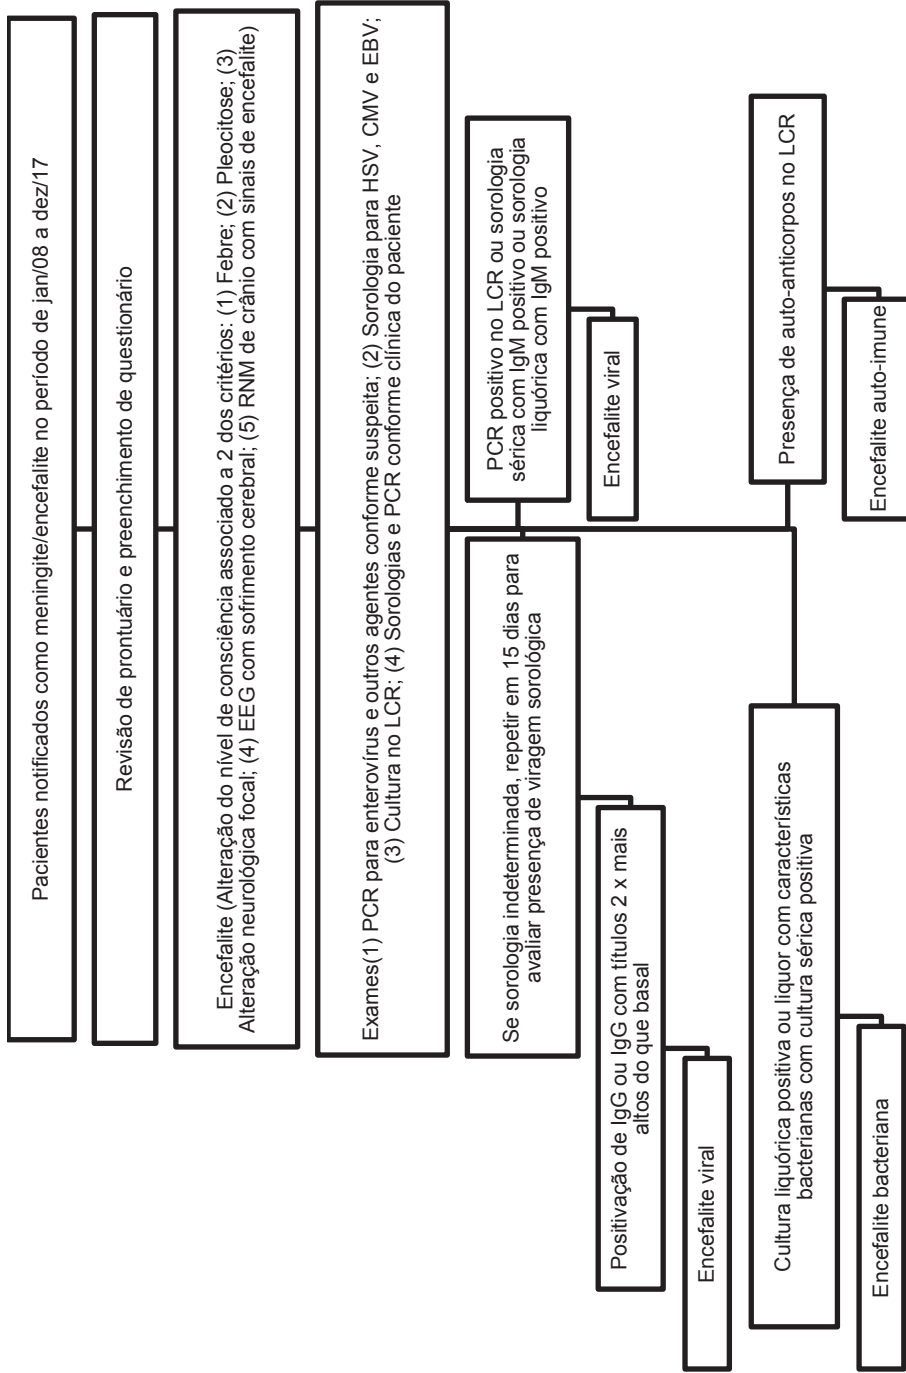 Pacientes notificados como meningite/encefalite no período de jan/08 a dez/17
Revisão de prontuário e preenchimento de questionário
Encefalite (Alteração do nível de consciência associado a 2 dos critérios: (1) Febre; (2) Pleocitose; (3)
Alteração neurológica focal; (4) EEG com sofrimento cerebral; (5) RNM de crânio com sinais de encefalite)
Exames(1) PCR para enterovírus e outros agentes conforme suspeita; (2) Sorologia para HSV, CMV e EBV;
(3) Cultura no LCR; (4) Sorologias e PCR conforme clínica do paciente
Se sorologia indeterminada, repetir em 15 dias para
avaliar presença de viragem sorológica
Positivação de IgG ou IgG com títulos 2 x mais
altos do que basal
Encefalite viral
PCR positivo no LCR ou sorologia
sérica com IgM positivo ou sorologia
liquórica com IgM positivo
Encefalite viral
Cultura liquórica positiva ou liquor com características
bacterianas com cultura sérica positiva
Encefalite bacteriana
Presença de auto-anticorpos no LCR
Encefalite auto-imune